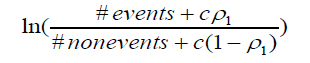 ln(
# events + cρ₁
# nonevents + c(1 − ρ₁)
)